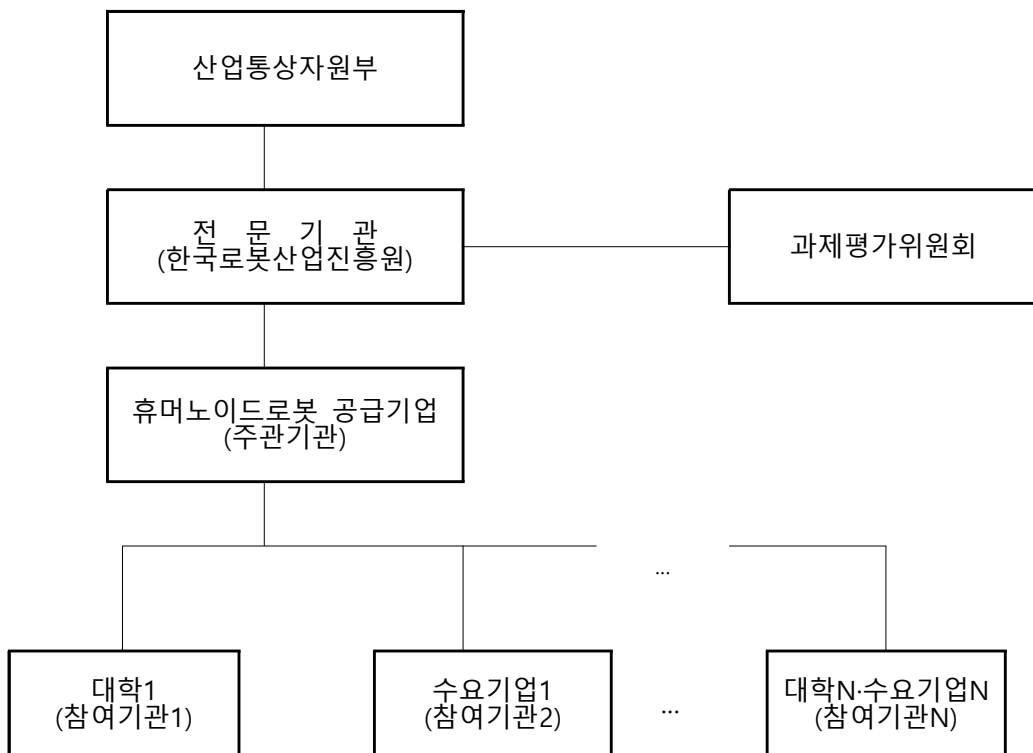 산업통상자원부
전 문 기 관
(한국로봇산업진흥원)
과제평가위원회
휴머노이드로봇 공급기업
(주관기관)
...
대학1
(참여기관1)
수요기업1
(참여기관2)
...
대학N·수요기업N
(참여기관N)